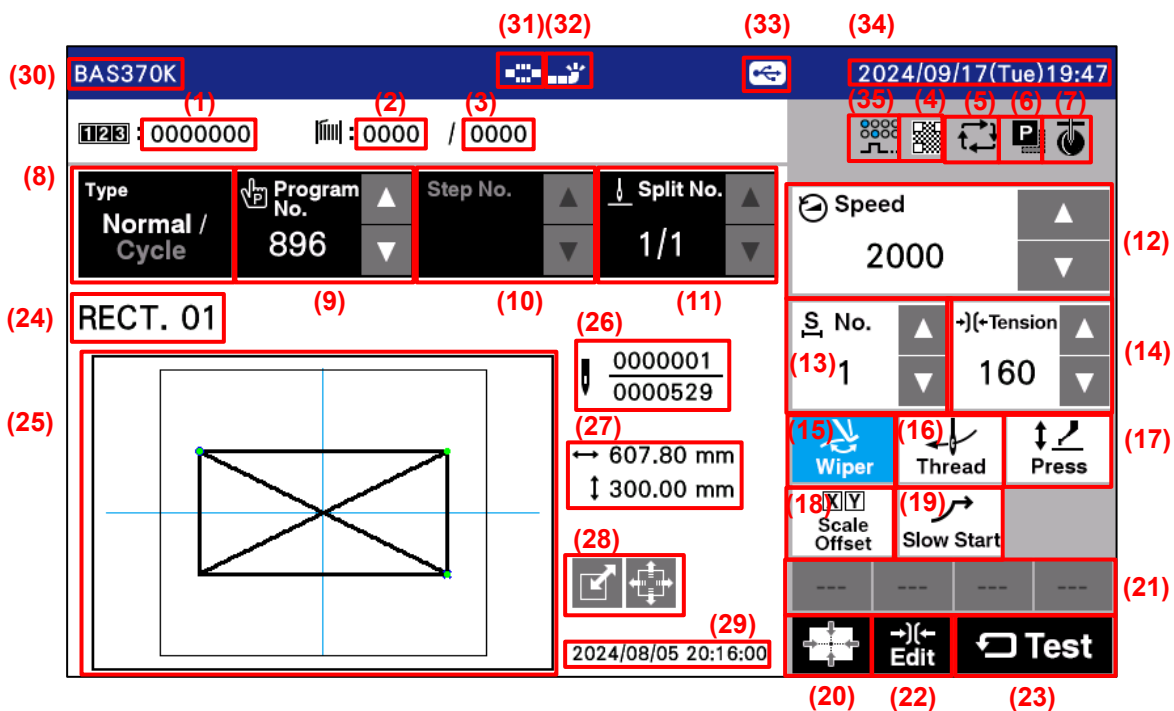 (31)(32) (33) (34)
(30) BAS370K 2024/09/17(Tue)19:47
(1) (2) (3) (35) (4) (5) (6) (7)
123 : 0000000 : 0000 / 0000 P
(8) Type Program No. Step No. Split No. Speed
Normal / Cycle 896 1/1 2000 (12)
(9) (10) (11)
(24) RECT. 01
(26) S No. →)(←Tension
0000001 (13) 1 160 (14)
0000529
(25) (27) (15) (16) (17)
607.80 mm Wiper Thread Press
300.00 mm
(18) X Y (19)
Scale Offset Slow Start
(28) --- --- --- --- (21)
(29)
2024/08/05 20:16:00 →)(← Edit Test
(20) (22) (23)